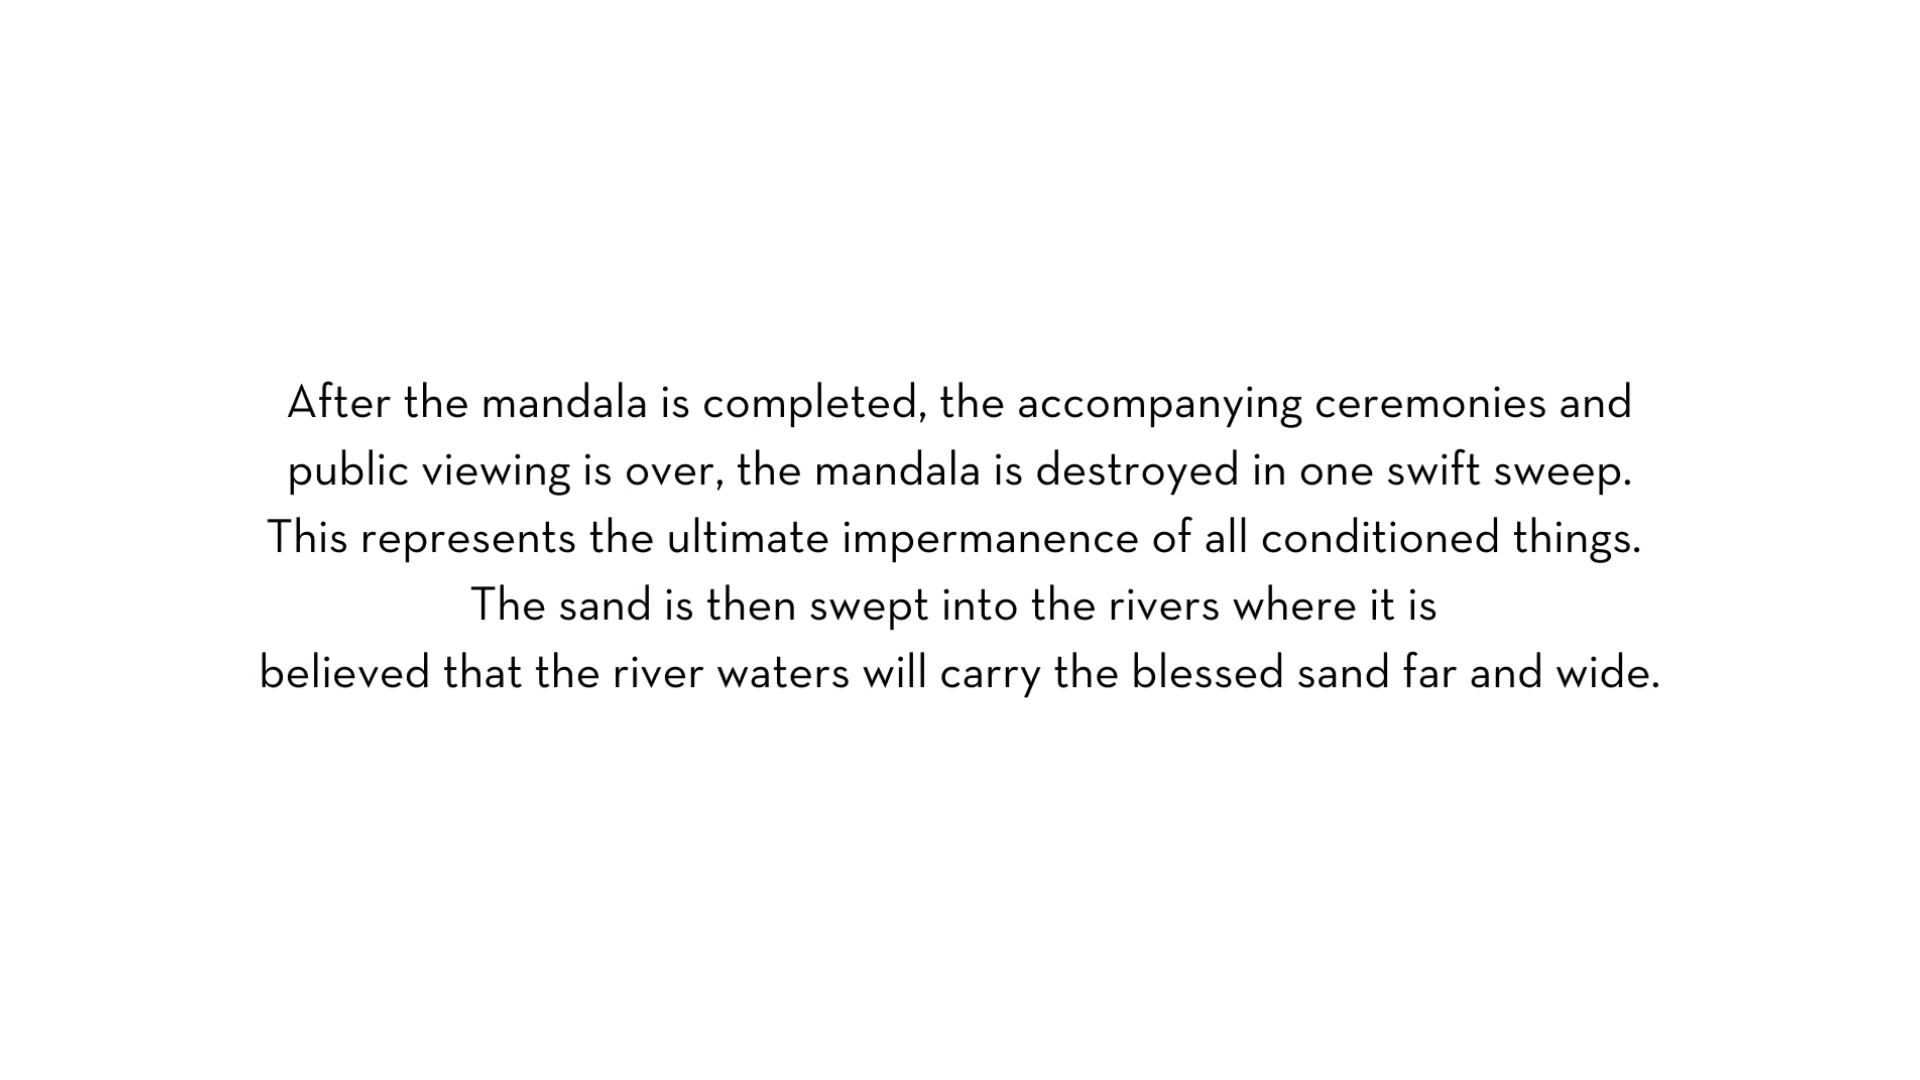 After the mandala is completed, the accompanying ceremonies and
public viewing is over, the mandala is destroyed in one swift sweep.
This represents the ultimate impermanence of all conditioned things.
The sand is then swept into the rivers where it is
believed that the river waters will carry the blessed sand far and wide.